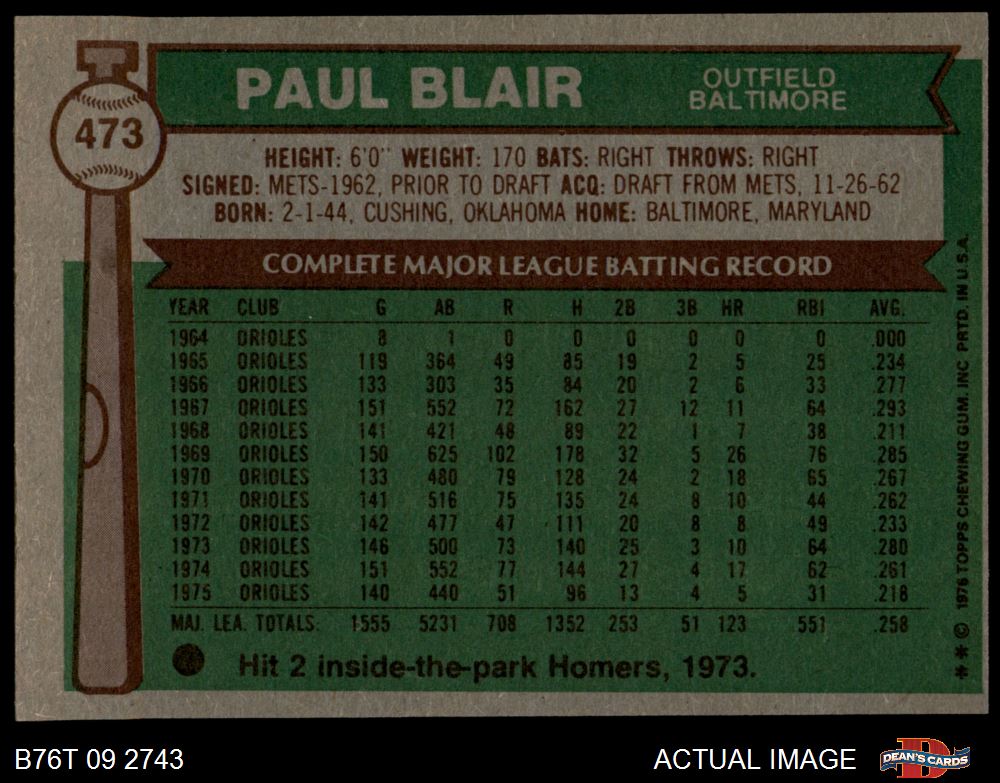 473
PAUL BLAIR
OUTFIELD
BALTIMORE
HEIGHT: 6'0" WEIGHT: 170 BATS: RIGHT THROWS: RIGHT
SIGNED: METS-1962, PRIOR TO DRAFT ACQ: DRAFT FROM METS, 11-26-62
BORN: 2-1-44, CUSHING, OKLAHOMA HOME: BALTIMORE, MARYLAND
COMPLETE MAJOR LEAGUE BATTING RECORD
YEAR CLUB G AB R H 2B 3B HR RBI AVG.
1964 ORIOLES 8 1 0 0 0 0 0 0 .000
1965 ORIOLES 119 364 49 85 19 2 5 25 .234
1966 ORIOLES 133 303 35 84 20 2 6 33 .277
1967 ORIOLES 151 552 72 162 27 12 11 64 .293
1968 ORIOLES 141 421 48 89 22 1 7 38 .211
1969 ORIOLES 150 625 102 178 32 5 26 76 .285
1970 ORIOLES 133 480 79 128 24 2 18 65 .267
1971 ORIOLES 141 516 75 135 24 8 10 44 .262
1972 ORIOLES 142 477 47 111 20 8 8 49 .233
1973 ORIOLES 146 500 73 140 25 3 10 64 .280
1974 ORIOLES 151 552 77 144 27 4 17 62 .261
1975 ORIOLES 140 440 51 96 13 4 5 31 .218
MAJ. LEA. TOTALS. 1555 5231 708 1352 253 51 123 551 .258
Hit 2 inside-the-park Homers, 1973.
* * © 1976 TOPPS CHEWING GUM. INC PRTD. IN U.S.A.
B76T 09 2743
ACTUAL IMAGE
DEAN'S CARDS